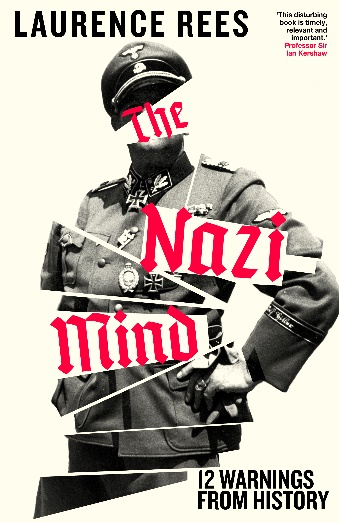 LAURENCE REES
'This disturbing
book is timely,
relevant and
important.'
Professor Sir
Ian Kershaw
The
Nazi
Mind
12 WARNINGS
FROM HISTORY